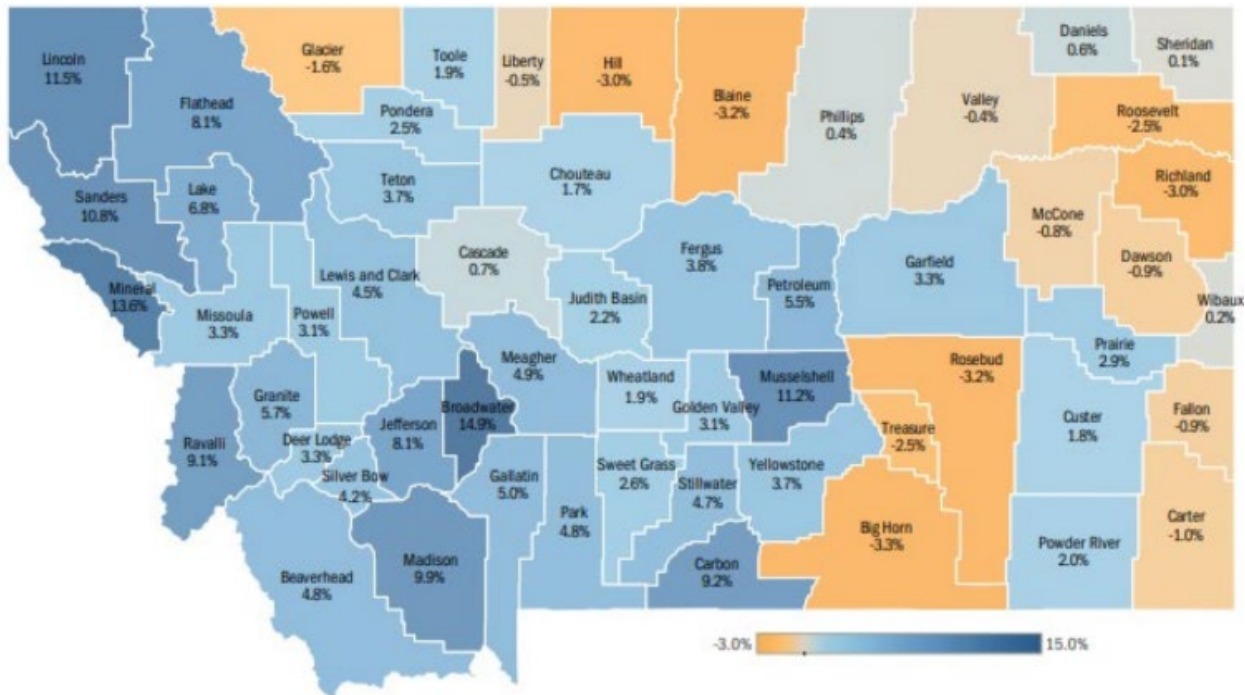 Lincoln
11.5%
Flathead
8.1%
Glacier
-1.6%
Toole
1.9%
Liberty
-0.5%
Hill
-3.0%
Blaine
-3.2%
Phillips
0.4%
Valley
-0.4%
Daniels
0.6%
Sheridan
0.1%
Roosevelt
-2.5%
Pondera
2.5%
Chouteau
1.7%
Teton
3.7%
Sanders
10.8%
Lake
6.8%
Richland
-3.0%
McCone
-0.8%
Dawson
-0.9%
Wibaux
0.2%
Mineral
13.6%
Missoula
3.3%
Powell
3.1%
Lewis and Clark
4.5%
Cascade
0.7%
Judith Basin
2.2%
Fergus
3.8%
Petroleum
5.5%
Garfield
3.3%
Prairie
2.9%
Meagher
4.9%
Wheatland
1.9%
Golden Valley
3.1%
Musselshell
11.2%
Rosebud
-3.2%
Treasure
-2.5%
Custer
1.8%
Fallon
-0.9%
Ravalli
9.1%
Granite
5.7%
Deer Lodge
3.3%
Silver Bow
4.2%
Jefferson
8.1%
Broadwater
14.9%
Gallatin
5.0%
Park
4.8%
Sweet Grass
2.6%
Stillwater
4.7%
Yellowstone
3.7%
Big Horn
-3.3%
Powder River
2.0%
Carter
-1.0%
Beaverhead
4.8%
Madison
9.9%
Carbon
9.2%
-3.0% 15.0%